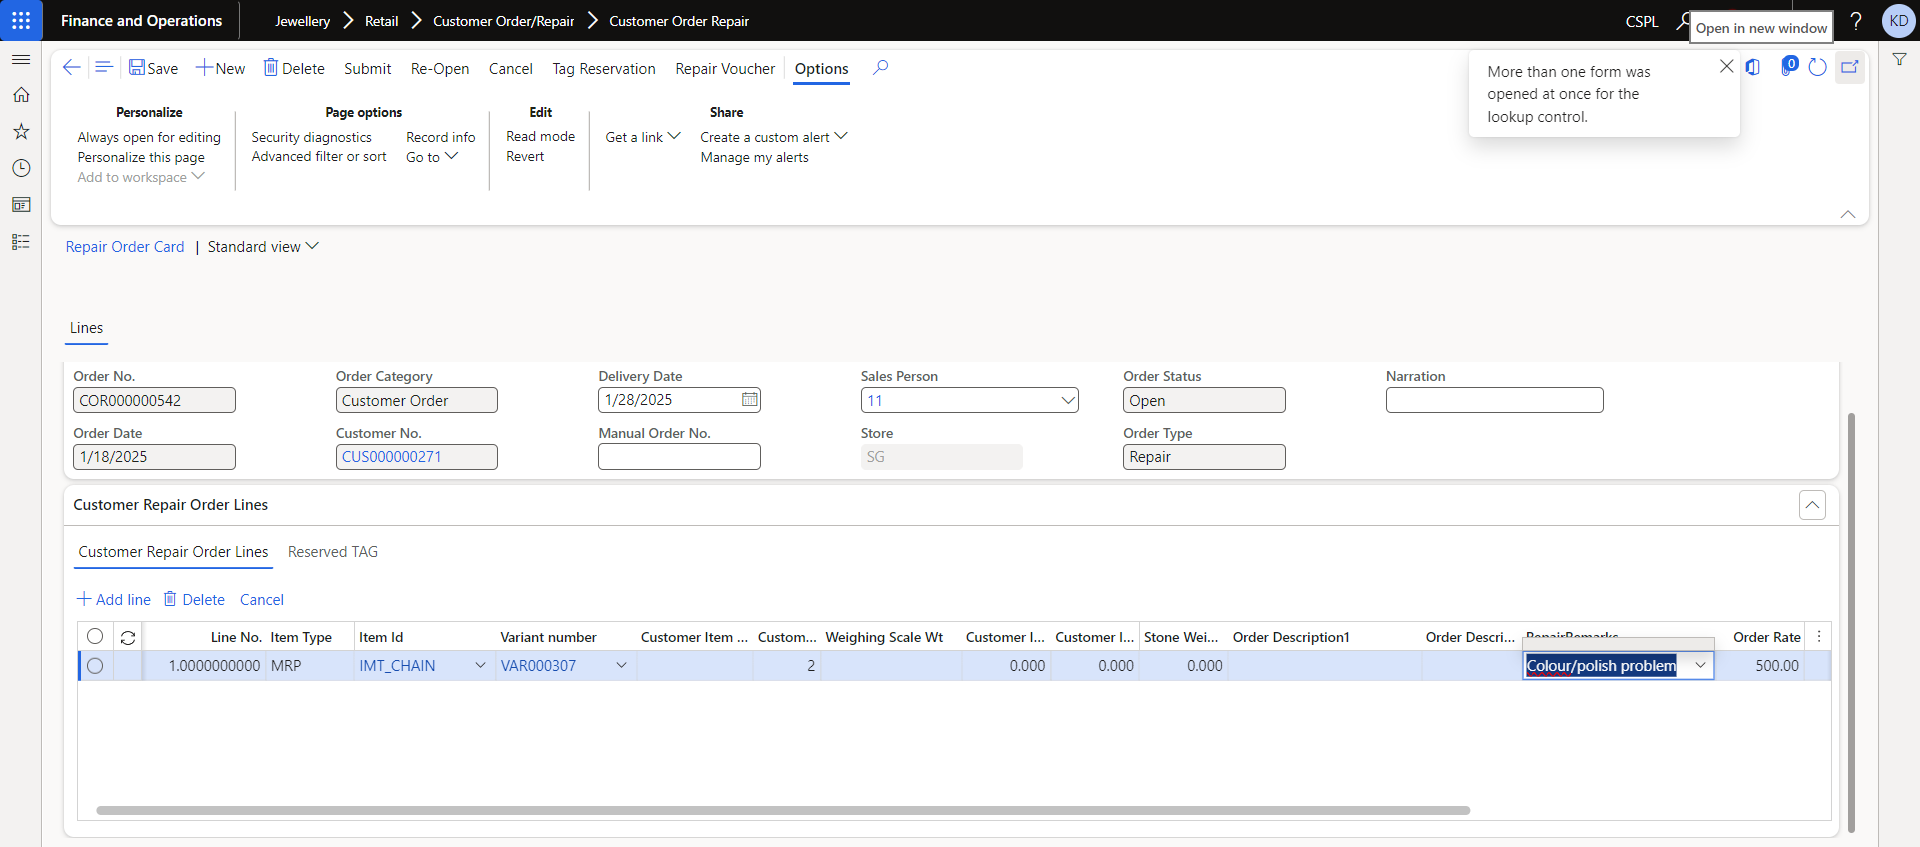 Finance and Operations
Jewellery > Retail > Customer Order/Repair > Customer Order Repair
CSPL
Open in new window
?
KD
Save
New
Delete
Submit
Re-Open
Cancel
Tag Reservation
Repair Voucher
Options
0
More than one form was
opened at once for the
lookup control.
Personalize
Always open for editing
Personalize this page
Add to workspace
Page options
Security diagnostics
Advanced filter or sort
Record info
Go to
Edit
Read mode
Revert
Get a link
Share
Create a custom alert
Manage my alerts
Repair Order Card | Standard view
Lines
Order No.
COR000000542
Order Category
Customer Order
Delivery Date
1/28/2025
Sales Person
11
Order Status
Open
Narration
Order Date
1/18/2025
Customer No.
CUS000000271
Manual Order No.
Store
SG
Order Type
Repair
Customer Repair Order Lines
Customer Repair Order Lines
Reserved TAG
+ Add line
Delete
Cancel
Line No. Item Type Item Id Variant number Customer Item ... Custom... Weighing Scale Wt Customer I... Customer I... Stone Wei... Order Description1 Order Descri... RepairRemarks Order Rate
1.0000000000 MRP IMT_CHAIN VAR000307 2 0.000 0.000 0.000 Colour/polish problem 500.00